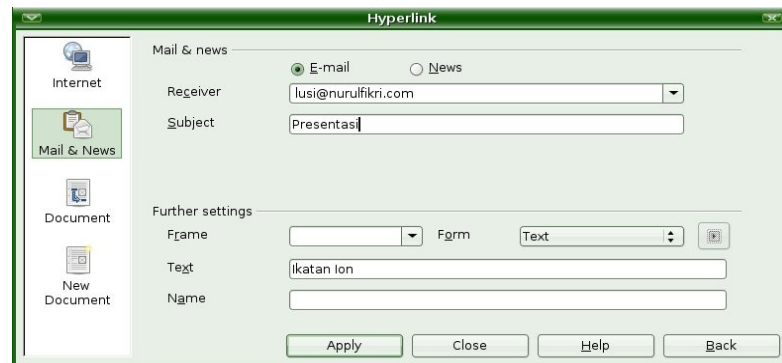 Hyperlink
Internet
Mail & News
Document
New
Document
Mail & news
E-mail News
Receiver lusi@nurulfikri.com
Subject Presentasi
Further settings
Frame Form Text
Text Ikatan Ion
Name
Apply Close Help Back